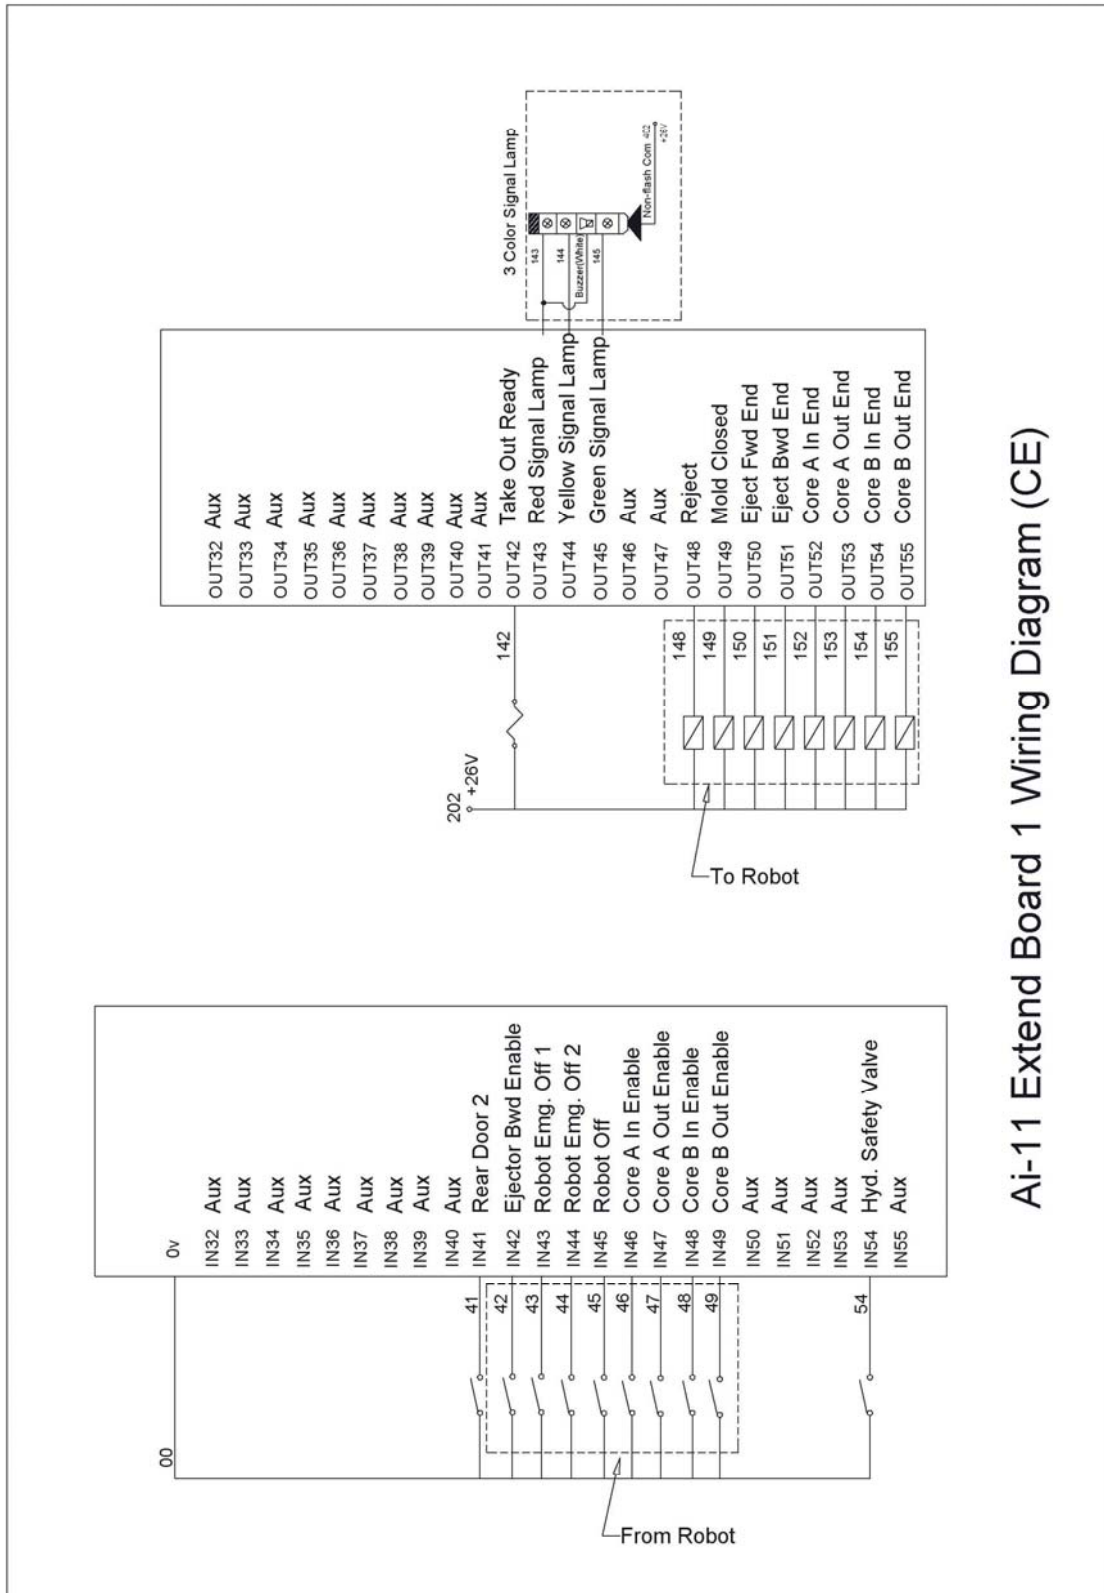 3 Color Signal Lamp
143
144
Buzzer(White)
145
Non-flash Com 402
+26V
OUT32 Aux
OUT33 Aux
OUT34 Aux
OUT35 Aux
OUT36 Aux
OUT37 Aux
OUT38 Aux
OUT39 Aux
OUT40 Aux
OUT41 Aux
OUT42 Take Out Ready
OUT43 Red Signal Lamp
OUT44 Yellow Signal Lamp
OUT45 Green Signal Lamp
OUT46 Aux
OUT47 Aux
OUT48 Reject
OUT49 Mold Closed
OUT50 Eject Fwd End
OUT51 Eject Bwd End
OUT52 Core A In End
OUT53 Core A Out End
OUT54 Core B In End
OUT55 Core B Out End
142
202 +26V
148
149
150
151
152
153
154
155
To Robot
0v
IN32 Aux
IN33 Aux
IN34 Aux
IN35 Aux
IN36 Aux
IN37 Aux
IN38 Aux
IN39 Aux
IN40 Aux
IN41 Rear Door 2
IN42 Ejector Bwd Enable
IN43 Robot Emg. Off 1
IN44 Robot Emg. Off 2
IN45 Robot Off
IN46 Core A In Enable
IN47 Core A Out Enable
IN48 Core B In Enable
IN49 Core B Out Enable
IN50 Aux
IN51 Aux
IN52 Aux
IN53 Aux
IN54 Hyd. Safety Valve
IN55 Aux
00
41
42
43
44
45
46
47
48
49
54
From Robot
Ai-11 Extend Board 1 Wiring Diagram (CE)